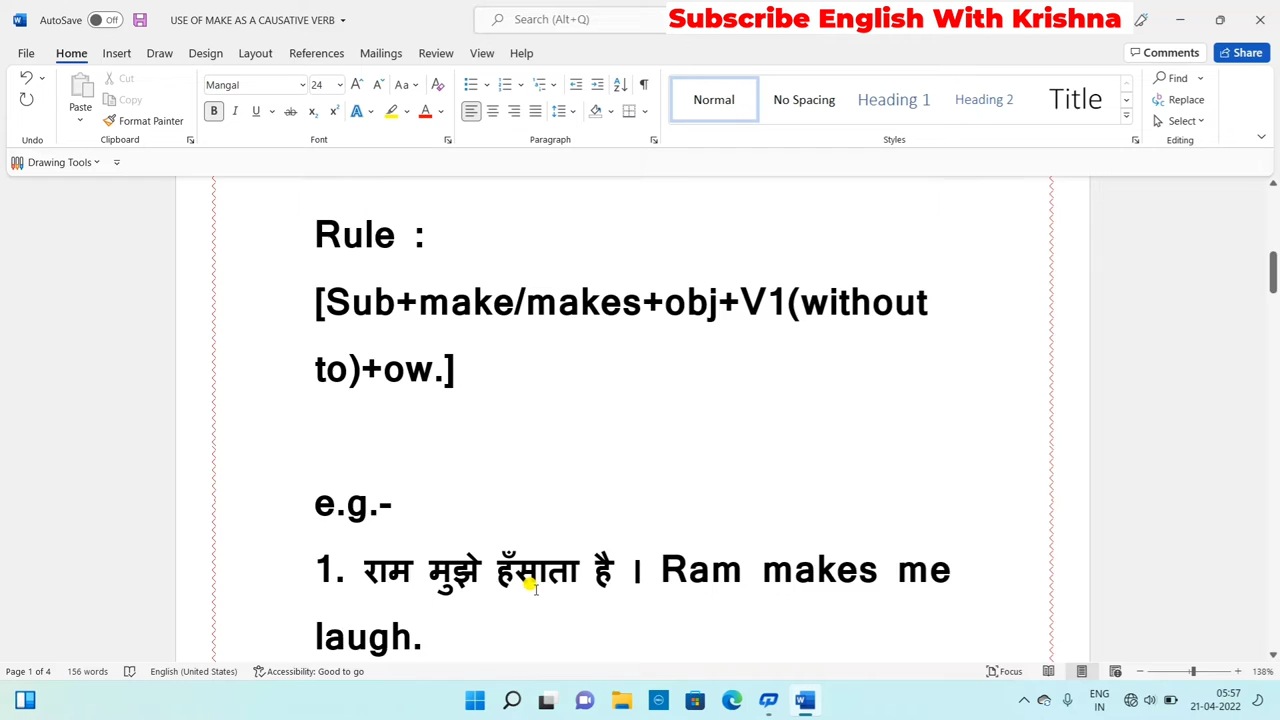 USE OF MAKE AS A CAUSATIVE VERB
Search (Alt+Q)
Subscribe English With Krishna
File Home Insert Draw Design Layout References Mailings Review View Help
Comments Share
Cut
Copy
Format Painter
Paste
Mangal 24
Normal No Spacing Heading 1 Heading 2 Title
Find
Replace
Select
Undo Clipboard Font Paragraph Styles Editing
Drawing Tools
Rule :
[Sub+make/makes+obj+V1(without
to)+ow.]
e.g.-
1. राम मुझे हँसाता है । Ram makes me
laugh.
Page 1 of 4 156 words English (United States) Accessibility: Good to go Focus 138%
ENG
IN
05:57
21-04-2022
AutoSave Off